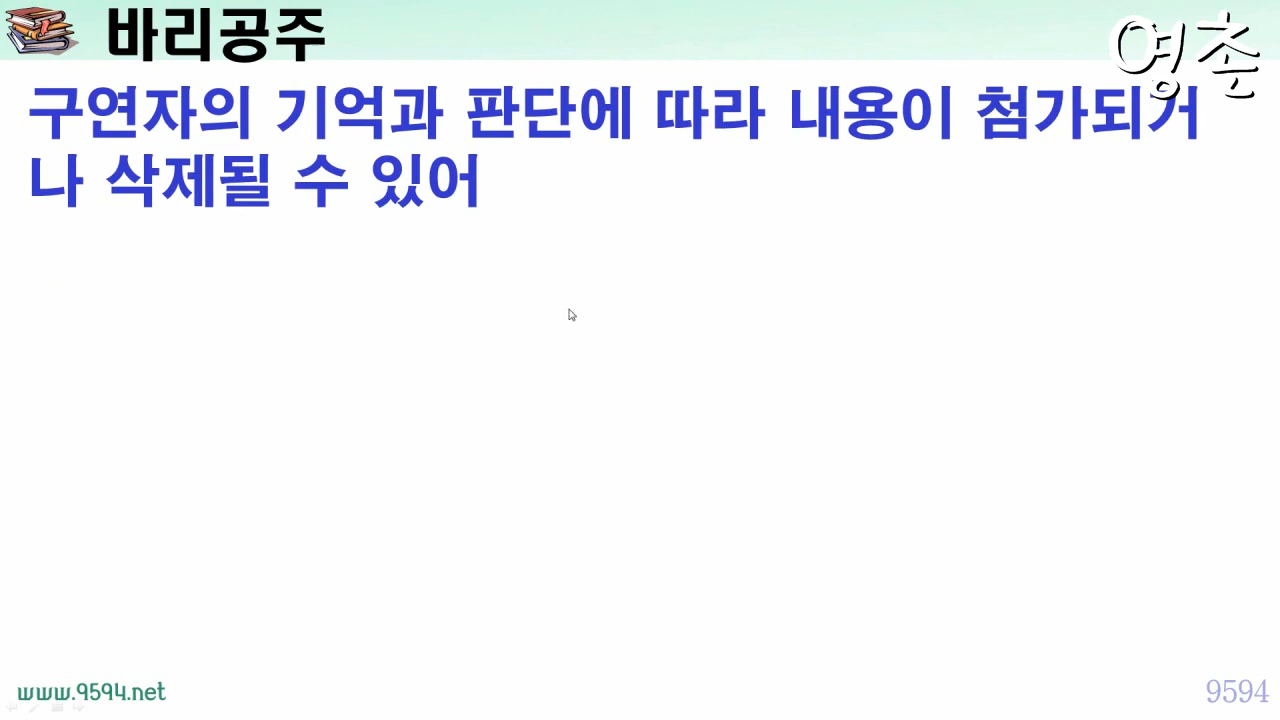 바리공주
영촌
구연자의 기억과 판단에 따라 내용이 첨가되거
나 삭제될 수 있어
www.9594.net
9594